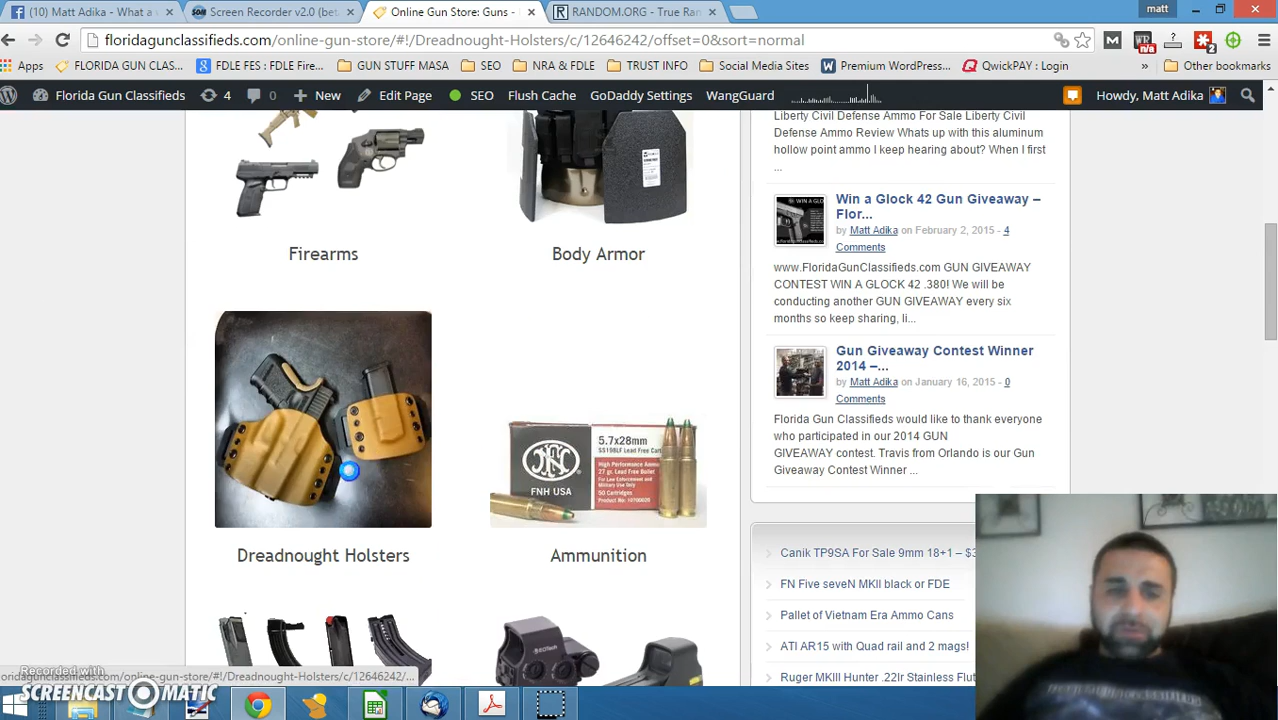 (10) Matt Adika - What a
Screen Recorder v2.0 (bet
Online Gun Store: Guns -
RANDOM.ORG - True Ran
matt
floridagunclassifieds.com/online-gun-store/#!/Dreadnought-Holsters/c/12646242/offset=0&sort=normal
Apps
FLORIDA GUN CLAS...
FDLE FES : FDLE Fire...
GUN STUFF MASA
SEO
NRA & FDLE
TRUST INFO
Social Media Sites
Premium WordPress...
QwickPAY : Login
»
Other bookmarks
Florida Gun Classifieds
4
0
New
Edit Page
SEO
Flush Cache
GoDaddy Settings
WangGuard
Howdy, Matt Adika
Liberty Civil Defense Ammo For Sale Liberty Civil
Defense Ammo Review Whats up with this aluminum
hollow point ammo I keep hearing about? When I first
...
Firearms
Body Armor
Win a Glock 42 Gun Giveaway –
Flor...
by Matt Adika on February 2, 2015 - 4
Comments
www.FloridaGunClassifieds.com GUN GIVEAWAY
CONTEST WIN A GLOCK 42 .380! We will be
conducting another GUN GIVEAWAY every six
months so keep sharing, li...
Gun Giveaway Contest Winner
2014 –...
by Matt Adika on January 16, 2015 - 0
Comments
Florida Gun Classifieds would like to thank everyone
who participated in our 2014 GUN
GIVEAWAY contest. Travis from Orlando is our Gun
Giveaway Contest Winner ...
5.7x28mm
FN
FNH USA
Dreadnought Holsters
Ammunition
Canik TP9SA For Sale 9mm 18+1 – $3
FN Five seveN MKII black or FDE
Pallet of Vietnam Era Ammo Cans
ATI AR15 with Quad rail and 2 mags!
Ruger MKIII Hunter .22lr Stainless Flut
Recorded with
loridagunclassifieds.com/online-gun-store/#!/Dreadnought-Holsters/c/12646242/...
SCREENCAST MATIC